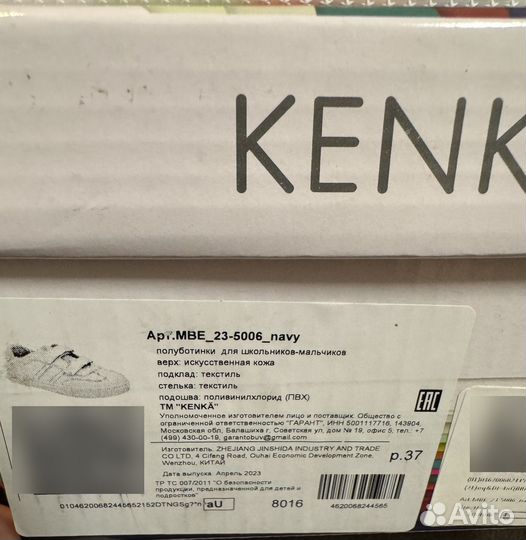 KENK
Арт.MBE_23-5006_navy
полуботинки для школьников-мальчиков
верх: искусственная кожа
подклад: текстиль
стелька: текстиль
подошва: поливинилхлорид (ПВХ)
ТМ "KENKÄ"
Уполномоченное изготовителем лицо и поставщик: Общество с
ограниченной ответственностью "ГАРАНТ", ИНН 5001117716, 143904,
Московская обл, Балашиха г, Советская ул, дом № 19, офис 5, тел. +7
(499) 430-00-19, garantobuv@gmail.com
Изготовитель: ZHEJIANG JINSHIDA INDUSTRY AND TRADE
CO LTD, 4 Cifang Road, Ouhai Economic Development Zone,
Wenzhou, КИТАЙ
р.37
Дата выпуска: Апрель 2023
ТР ТС 007/2011 "О безопасности
продукции, предназначенной для детей и
подростков"
EAC
aU
8016
4620068244565
Avito